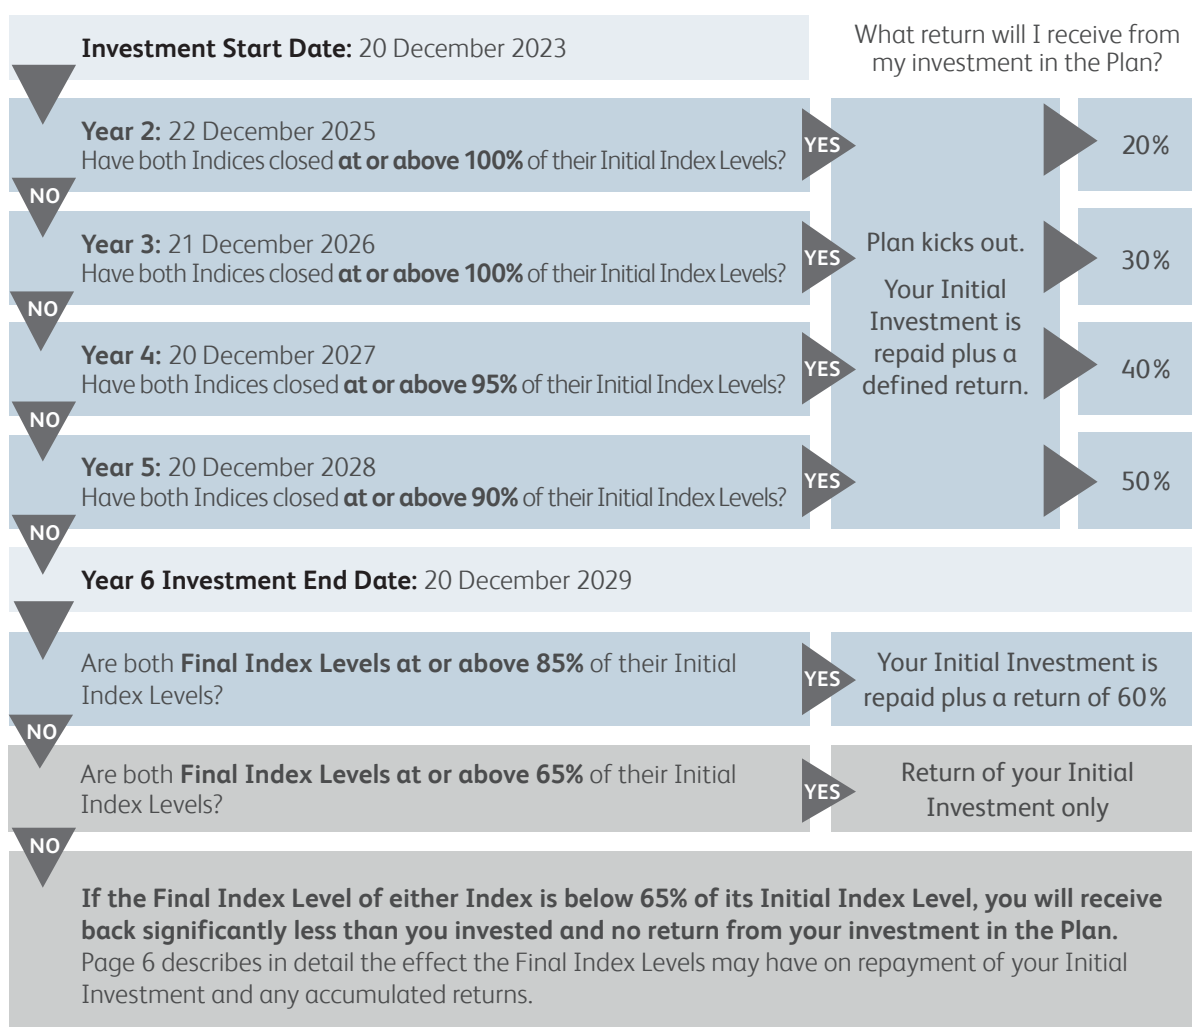 Investment Start Date: 20 December 2023
What return will I receive from
my investment in the Plan?
Year 2: 22 December 2025
Have both Indices closed at or above 100% of their Initial Index Levels?
YES
20%
NO
Year 3: 21 December 2026
Have both Indices closed at or above 100% of their Initial Index Levels?
YES
30%
NO
Year 4: 20 December 2027
Have both Indices closed at or above 95% of their Initial Index Levels?
YES
40%
NO
Year 5: 20 December 2028
Have both Indices closed at or above 90% of their Initial Index Levels?
YES
50%
Plan kicks out.
Your Initial
Investment is
repaid plus a
defined return.
NO
Year 6 Investment End Date: 20 December 2029
Are both Final Index Levels at or above 85% of their Initial
Index Levels?
YES
Your Initial Investment is
repaid plus a return of 60%
NO
Are both Final Index Levels at or above 65% of their Initial
Index Levels?
YES
Return of your Initial
Investment only
NO
If the Final Index Level of either Index is below 65% of its Initial Index Level, you will receive
back significantly less than you invested and no return from your investment in the Plan.
Page 6 describes in detail the effect the Final Index Levels may have on repayment of your Initial
Investment and any accumulated returns.